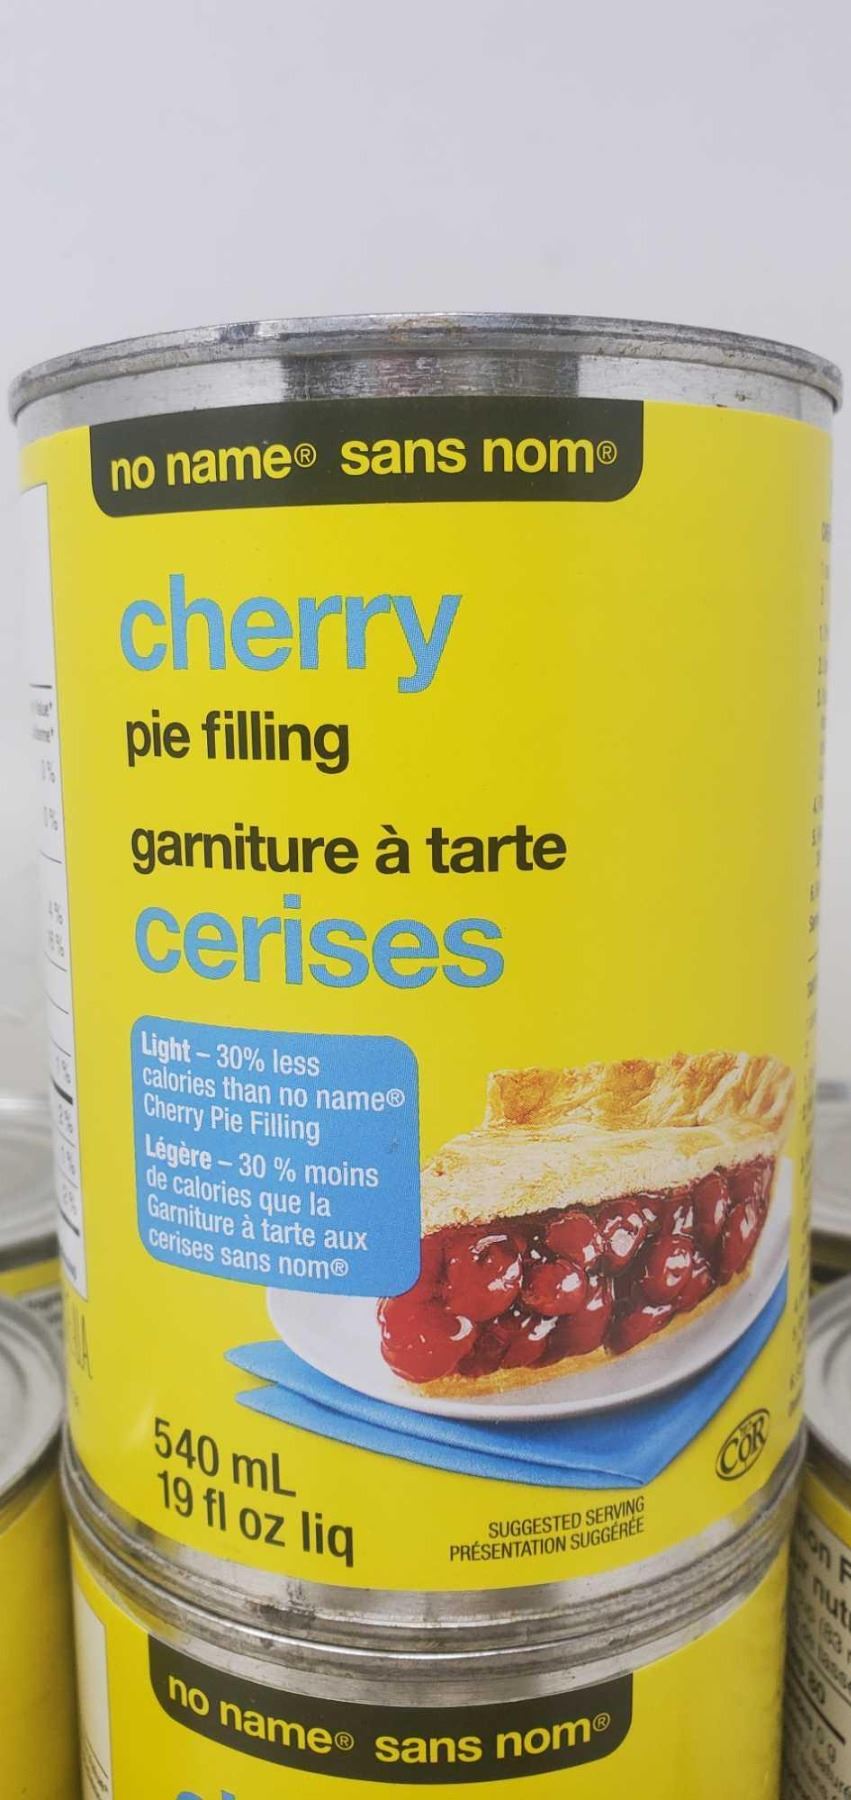 no name® sans nom®
cherry
pie filling
garniture à tarte
cerises
Light – 30% less
calories than no name®
Cherry Pie Filling
Légère – 30 % moins
de calories que la
Garniture à tarte aux
cerises sans nom®
540 mL
19 fl oz liq
SUGGESTED SERVING
PRÉSENTATION SUGGÉRÉE
COR
no name® sans nom®